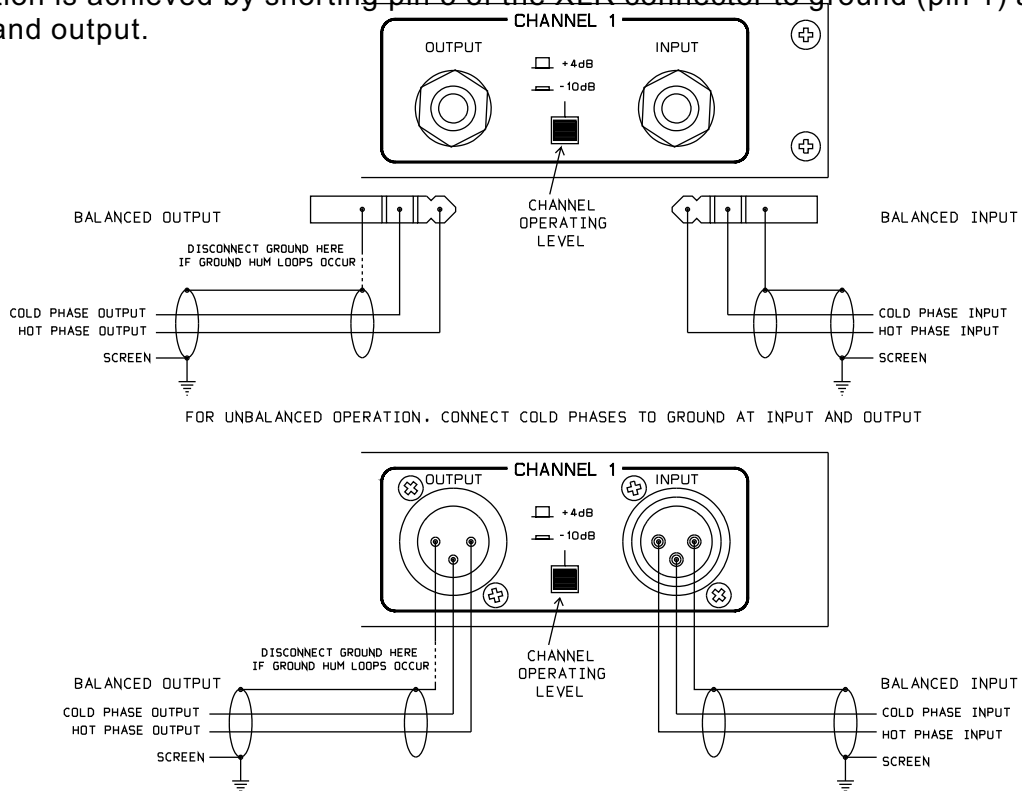 and output.
CHANNEL 1
OUTPUT
INPUT
+4dB
-10dB
BALANCED OUTPUT
CHANNEL
OPERATING
LEVEL
BALANCED INPUT
DISCONNECT GROUND HERE
IF GROUND HUM LOOPS OCCUR
COLD PHASE OUTPUT
HOT PHASE OUTPUT
SCREEN
COLD PHASE INPUT
HOT PHASE INPUT
SCREEN
FOR UNBALANCED OPERATION. CONNECT COLD PHASES TO GROUND AT INPUT AND OUTPUT
CHANNEL 1
OUTPUT
INPUT
+4dB
-10dB
DISCONNECT GROUND HERE
IF GROUND HUM LOOPS OCCUR
CHANNEL
OPERATING
LEVEL
BALANCED OUTPUT
BALANCED INPUT
COLD PHASE OUTPUT
HOT PHASE OUTPUT
SCREEN
COLD PHASE INPUT
HOT PHASE INPUT
SCREEN